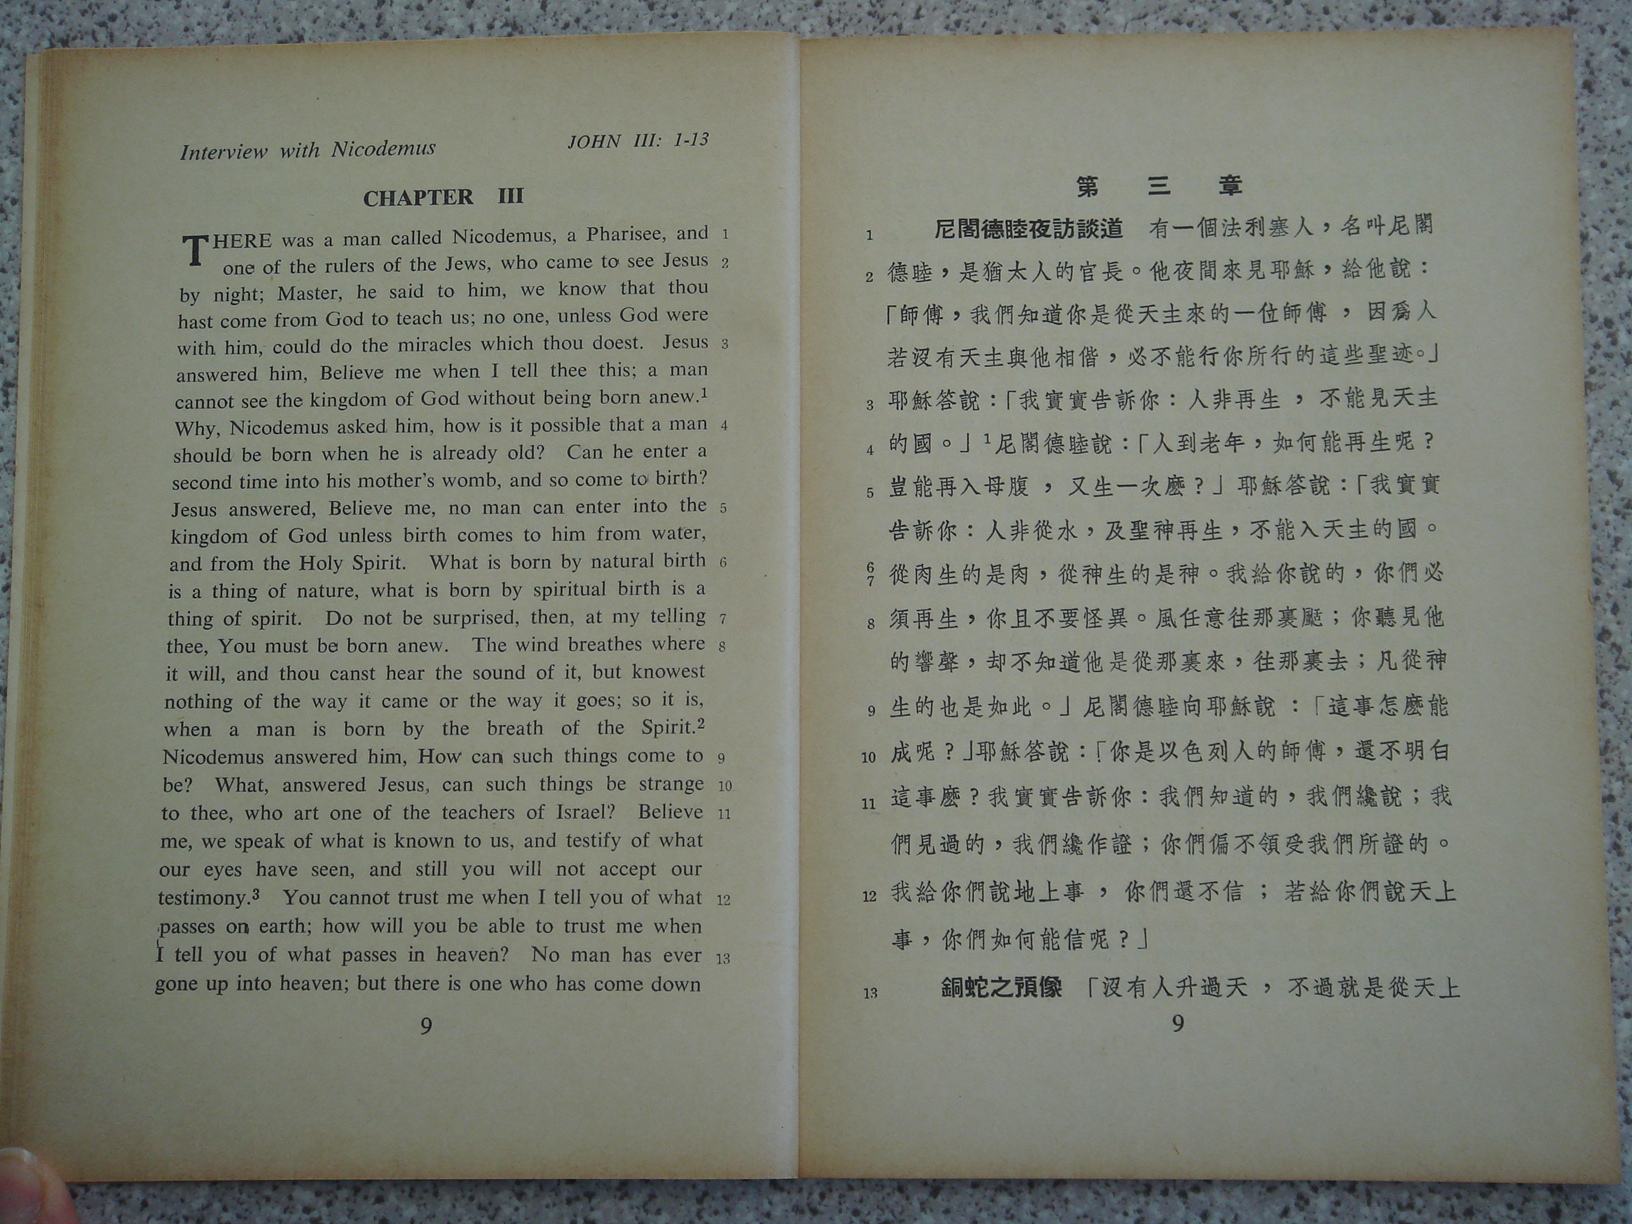 Interview with Nicodemus JOHN III: 1-13
CHAPTER III
THERE was a man called Nicodemus, a Pharisee, and 1
one of the rulers of the Jews, who came to see Jesus 2
by night; Master, he said to him, we know that thou
hast come from God to teach us; no one, unless God were
with him, could do the miracles which thou doest. Jesus 3
answered him, Believe me when I tell thee this; a man
cannot see the kingdom of God without being born anew.¹
Why, Nicodemus asked him, how is it possible that a man 4
should be born when he is already old? Can he enter a
second time into his mother's womb, and so come to birth?
Jesus answered, Believe me, no man can enter into the 5
kingdom of God unless birth comes to him from water,
and from the Holy Spirit. What is born by natural birth 6
is a thing of nature, what is born by spiritual birth is a
thing of spirit. Do not be surprised, then, at my telling 7
thee, You must be born anew. The wind breathes where 8
it will, and thou canst hear the sound of it, but knowest
nothing of the way it came or the way it goes; so it is,
when a man is born by the breath of the Spirit.²
Nicodemus answered him, How can such things come to 9
be? What, answered Jesus, can such things be strange 10
to thee, who art one of the teachers of Israel? Believe 11
me, we speak of what is known to us, and testify of what
our eyes have seen, and still you will not accept our
testimony.³ You cannot trust me when I tell you of what 12
passes on earth; how will you be able to trust me when
I tell you of what passes in heaven? No man has ever 13
gone up into heaven; but there is one who has come down
9
第三章
1 尼閣德睦夜訪談道 有一個法利塞人，名叫尼閣
2 德睦，是猶太人的官長。他夜間來見耶穌，給他說：
「師傅，我們知道你是從天主來的一位師傅，因爲人
若沒有天主與他相偕，必不能行你所行的這些聖迹。」
3 耶穌答說：「我實實告訴你：人非再生，不能見天主
4 的國。」¹尼閣德睦說：「人到老年，如何能再生呢？
5 豈能再入母腹，又生一次麽？」耶穌答說：「我實實
告訴你：人非從水，及聖神再生，不能入天主的國。
6 7 從肉生的是肉，從神生的是神。我給你說的，你們必
8 須再生，你且不要怪異。風任意往那裏颳；你聽見他
的響聲，却不知道他是從那裏來，往那裏去；凡從神
9 生的也是如此。」尼閣德睦向耶穌說：「這事怎麽能
10 成呢？」耶穌答說：「你是以色列人的師傅，還不明白
11 這事麽？我實實告訴你：我們知道的，我們纔說；我
們見過的，我們纔作證；你們偏不領受我們所證的。
12 我給你們說地上事，你們還不信；若給你們說天上
事，你們如何能信呢？」
13 銅蛇之預像 「沒有人升過天，不過就是從天上
9